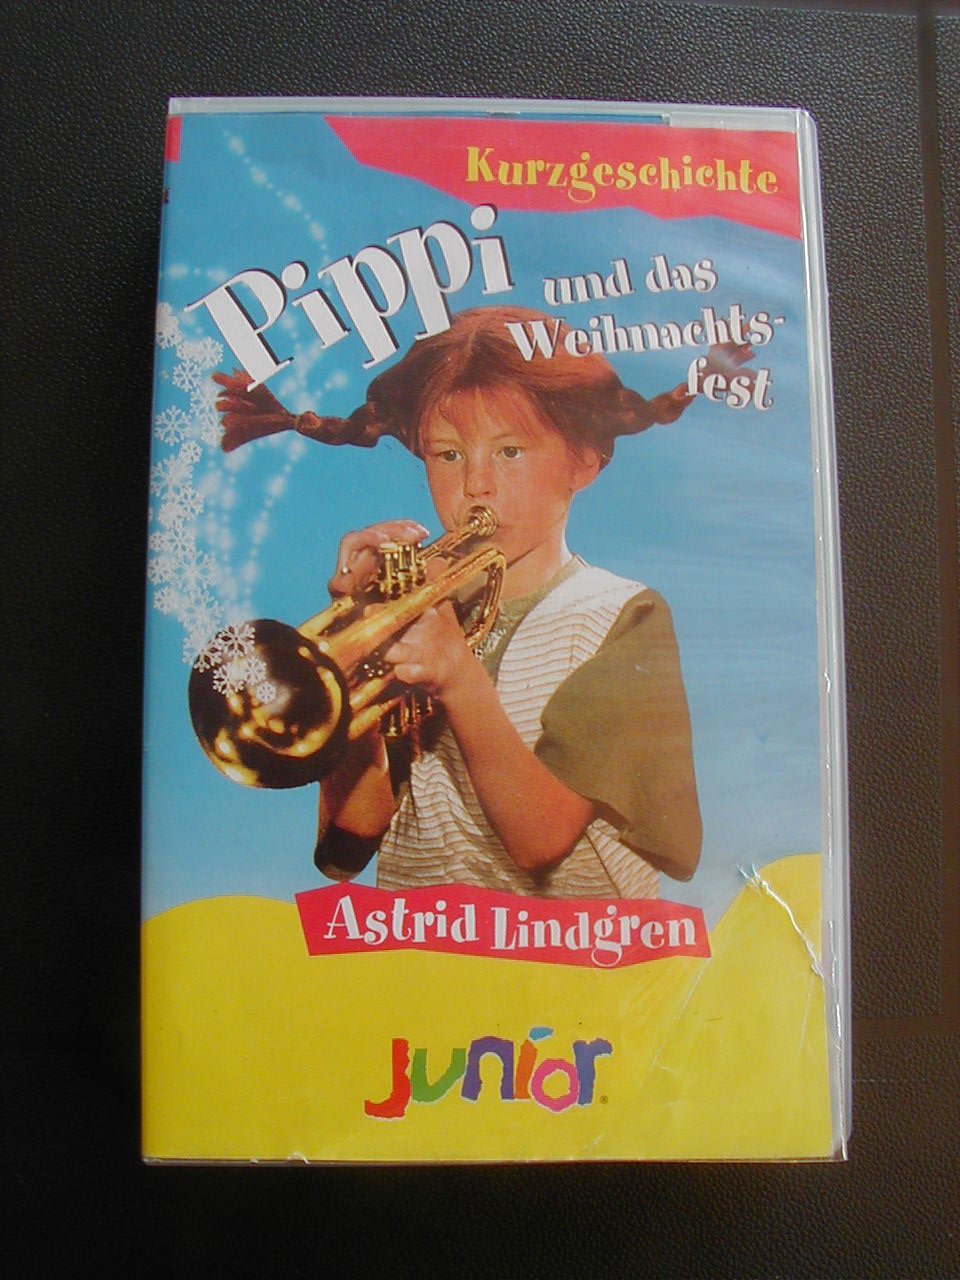 Kurzgeschichte
Pippi
und das
Weihnachts-
fest
Astrid Lindgren
junior®